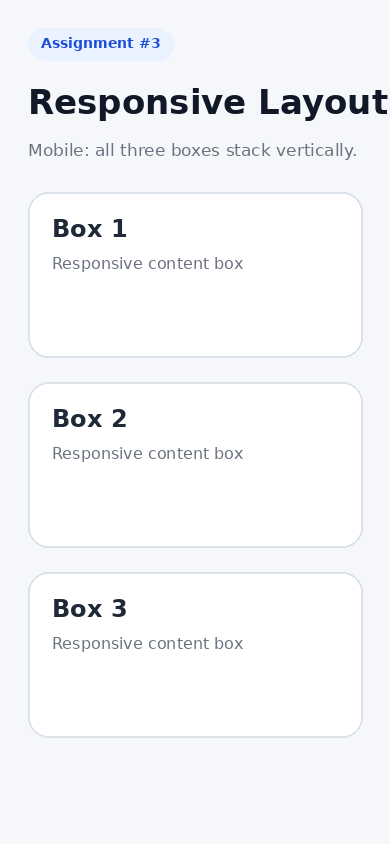 Assignment #3
Responsive Layout
Mobile: all three boxes stack vertically.
Box 1
Responsive content box
Box 2
Responsive content box
Box 3
Responsive content box